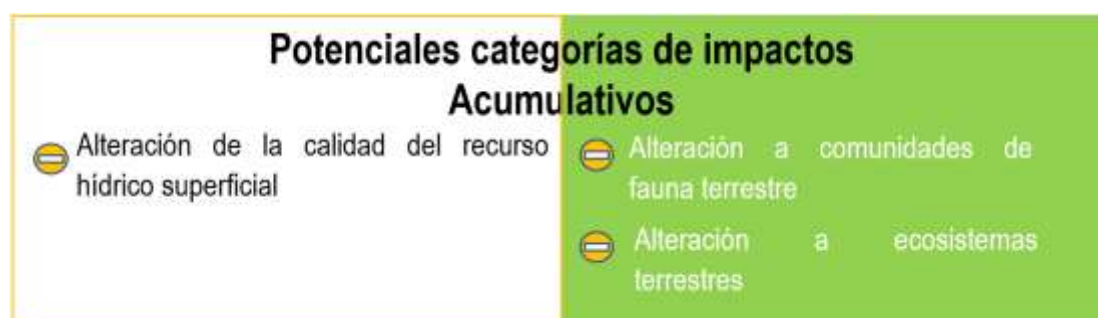 Potenciales categorías de impactos
Acumulativos
Alteración de la calidad del recurso
hídrico superficial
Alteración a comunidades de
fauna terrestre
Alteración a ecosistemas
terrestres